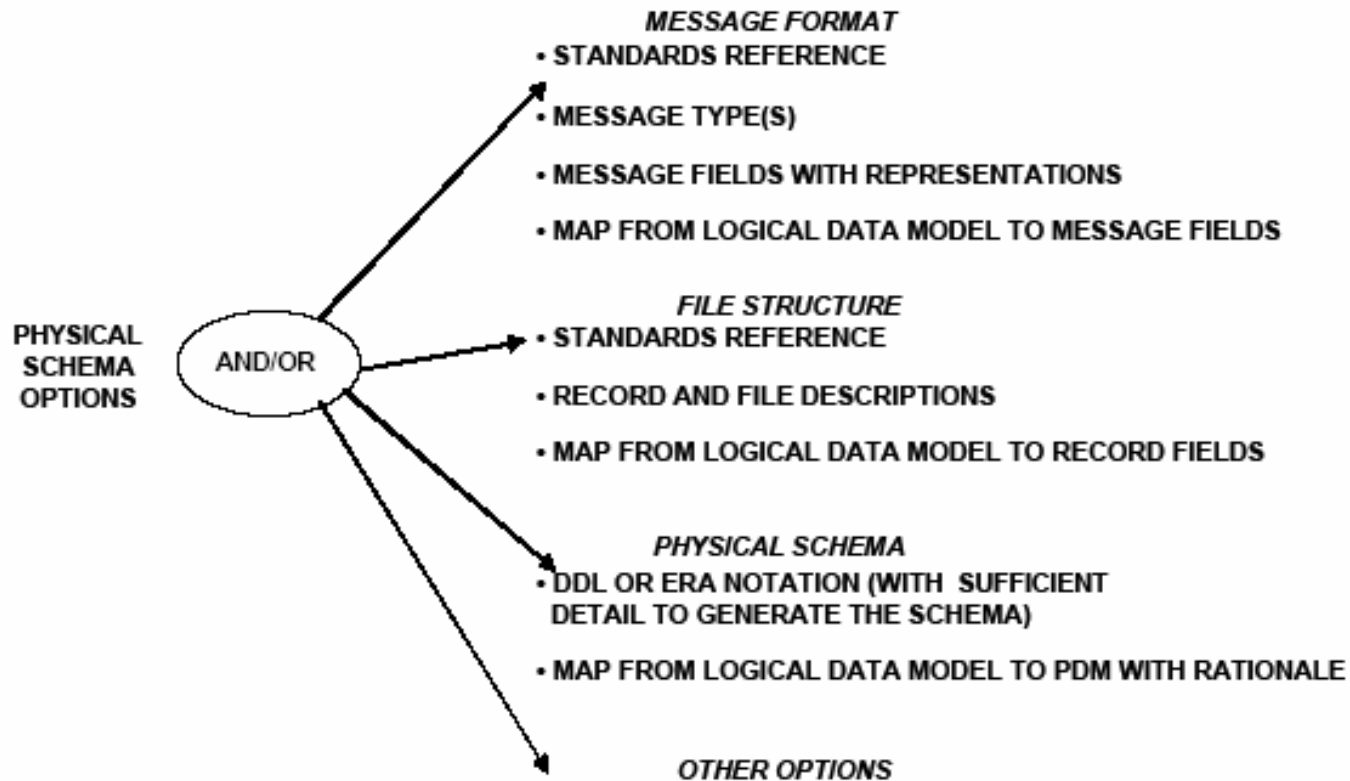 MESSAGE FORMAT
• STANDARDS REFERENCE
• MESSAGE TYPE(S)
• MESSAGE FIELDS WITH REPRESENTATIONS
• MAP FROM LOGICAL DATA MODEL TO MESSAGE FIELDS
PHYSICAL
SCHEMA
OPTIONS
AND/OR
FILE STRUCTURE
• STANDARDS REFERENCE
• RECORD AND FILE DESCRIPTIONS
• MAP FROM LOGICAL DATA MODEL TO RECORD FIELDS
PHYSICAL SCHEMA
• DDL OR ERA NOTATION (WITH SUFFICIENT
DETAIL TO GENERATE THE SCHEMA)
• MAP FROM LOGICAL DATA MODEL TO PDM WITH RATIONALE
OTHER OPTIONS